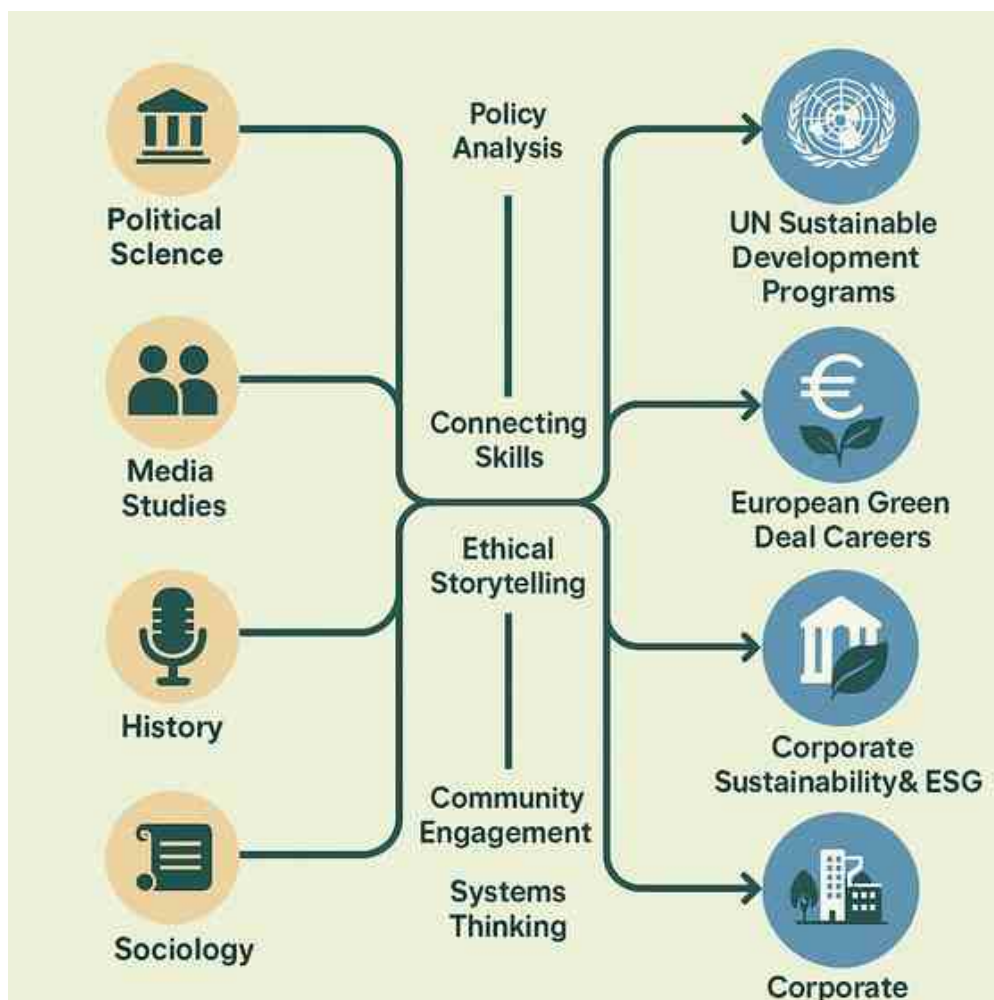 Political
Sclence
Media
Studies
History
Sociology
Policy
Analysis
Connecting
Skills
Ethical
Storytelling
Community
Engagement
Systems
Thinking
UN Sustainable
Development
Programs
€
European Green
Deal Careers
Corporate
Sustainability& ESG
Corporate